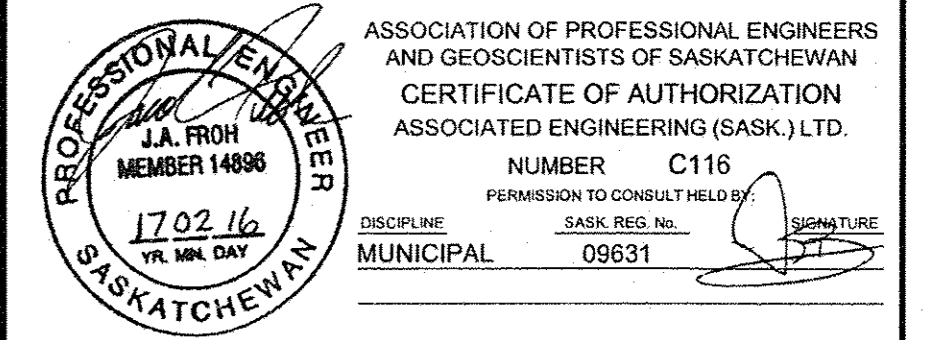 PROFESSIONAL ENGINEER
J.A. FROH
MEMBER 14896
17 02 16
YR. MN. DAY
SASKATCHEWAN
ASSOCIATION OF PROFESSIONAL ENGINEERS
AND GEOSCIENTISTS OF SASKATCHEWAN
CERTIFICATE OF AUTHORIZATION
ASSOCIATED ENGINEERING (SASK.) LTD.
NUMBER C116
PERMISSION TO CONSULT HELD BY:
DISCIPLINE SASK. REG. No. SIGNATURE
MUNICIPAL 09631